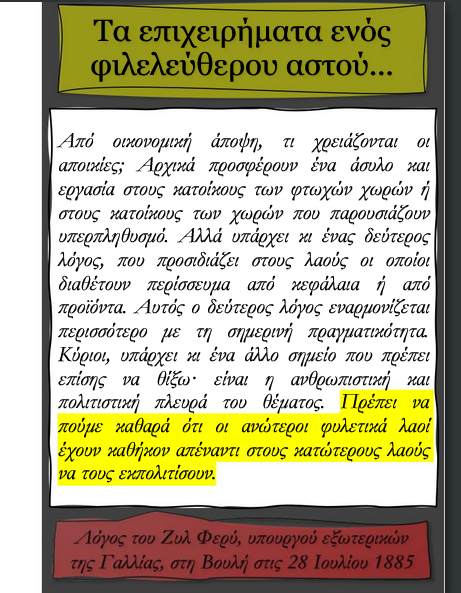 Τα επιχειρήματα ενός
φιλελεύθερου αστού...
Από οικονομική άποψη, τι χρειάζονται οι
αποικίες; Αρχικά προσφέρουν ένα άσυλο και
εργασία στους κατοίκους των φτωχών χωρών ή
στους κατοίκους των χωρών που παρουσιάζουν
υπερπληθυσμό. Αλλά υπάρχει κι ένας δεύτερος
λόγος, που προσιδιάζει στους λαούς οι οποίοι
διαθέτουν περίσσευμα από κεφάλαια ή από
προϊόντα. Αυτός ο δεύτερος λόγος εναρμονίζεται
περισσότερο με τη σημερινή πραγματικότητα.
Κύριοι, υπάρχει κι ένα άλλο σημείο που πρέπει
επίσης να θίξω· είναι η ανθρωπιστική και
πολιτιστική πλευρά του θέματος. Πρέπει να
πούμε καθαρά ότι οι ανώτεροι φυλετικά λαοί
έχουν καθήκον απέναντι στους κατώτερους λαούς
να τους εκπολιτίσουν.
Λόγος του Ζυλ Φερύ, υπουργού εξωτερικών
της Γαλλίας, στη Βουλή στις 28 Ιουλίου 1885